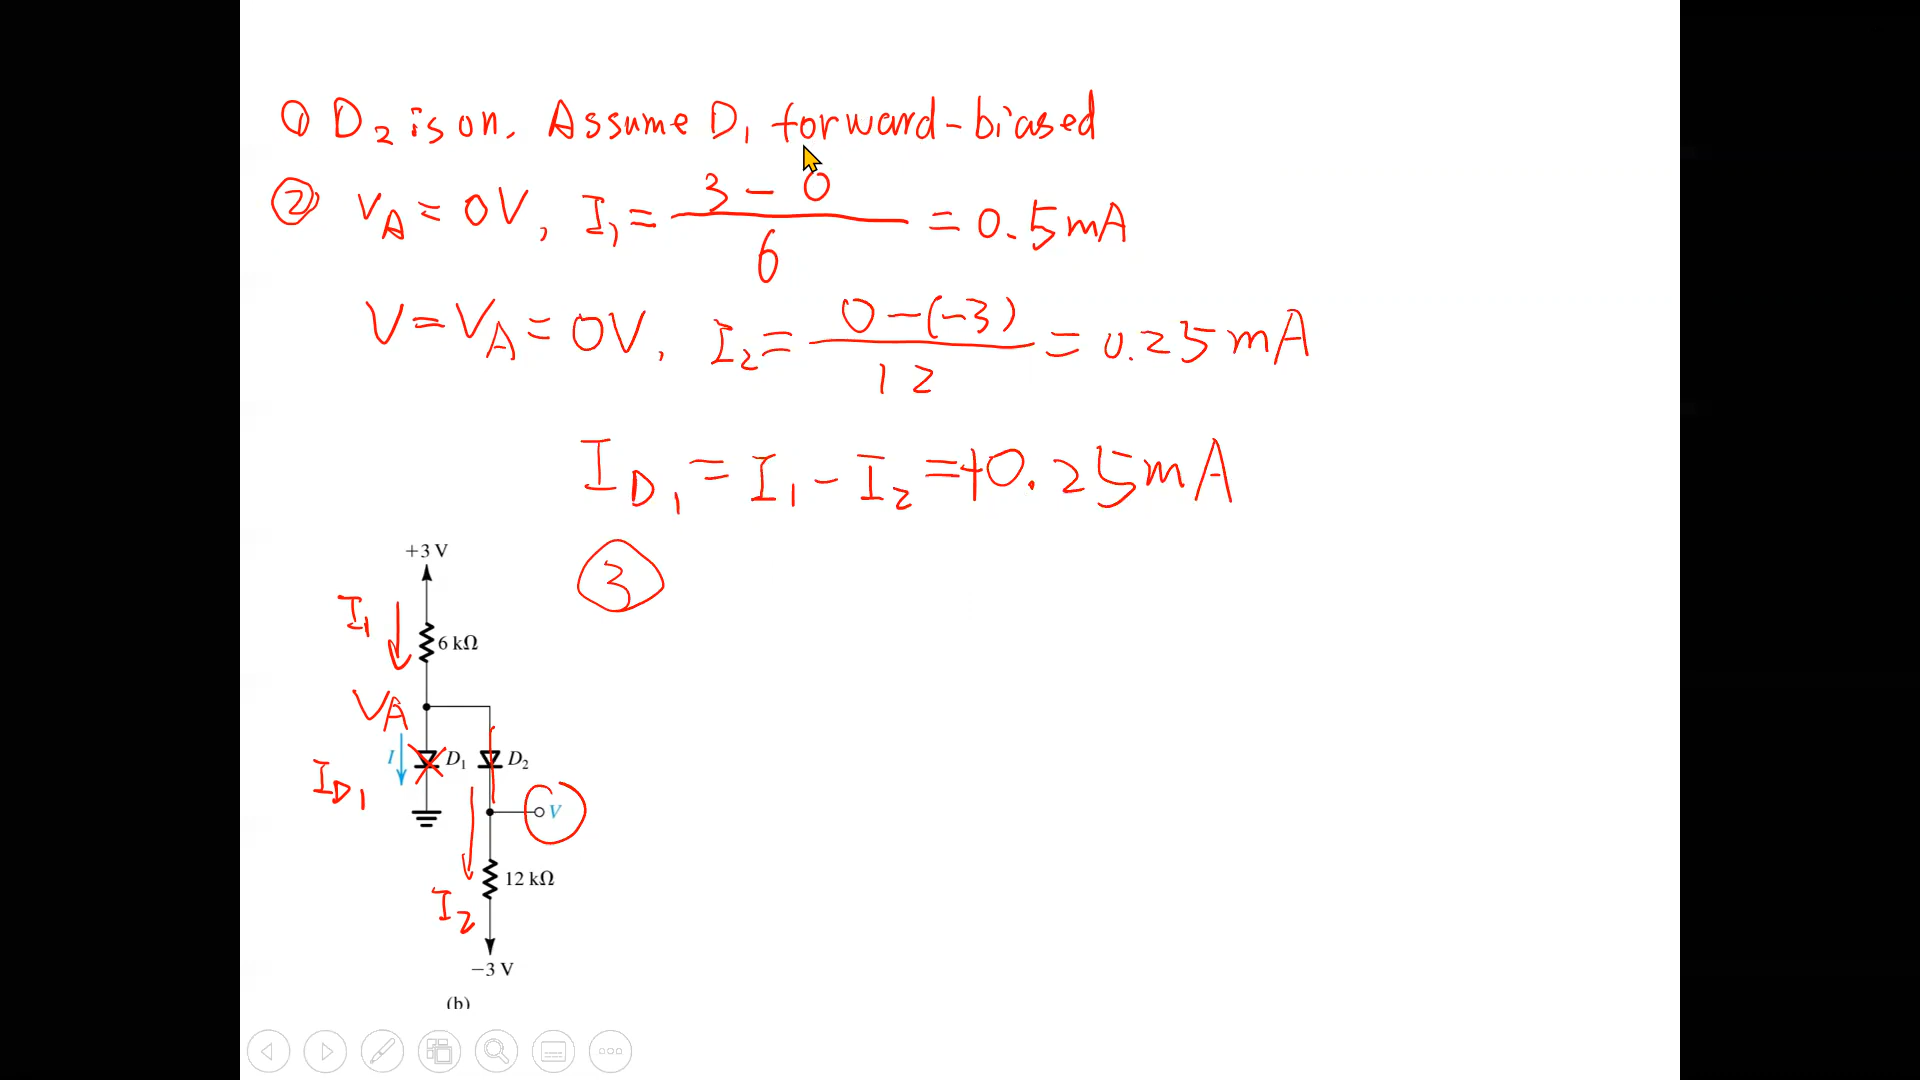 ① D2 is on. Assume D1 forward-biased
② VA = 0V, I1 = 3 - 0 / 6 = 0.5mA
V = VA = 0V, I2 = 0-(-3) / 12 = 0.25mA
ID1 = I1 - I2 = +0.25mA
③
+3 V
I1
6 kΩ
VA
I
D1
D2
ID1
V
12 kΩ
I2
−3 V
(b)